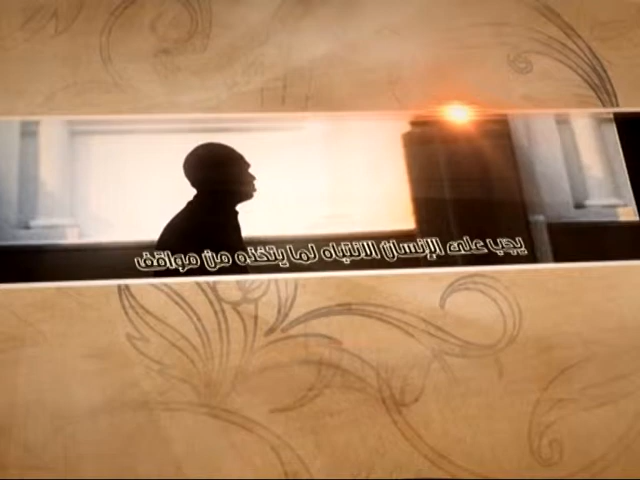 يجب على الإنسان الانتباه لما يتخذه من مواقف